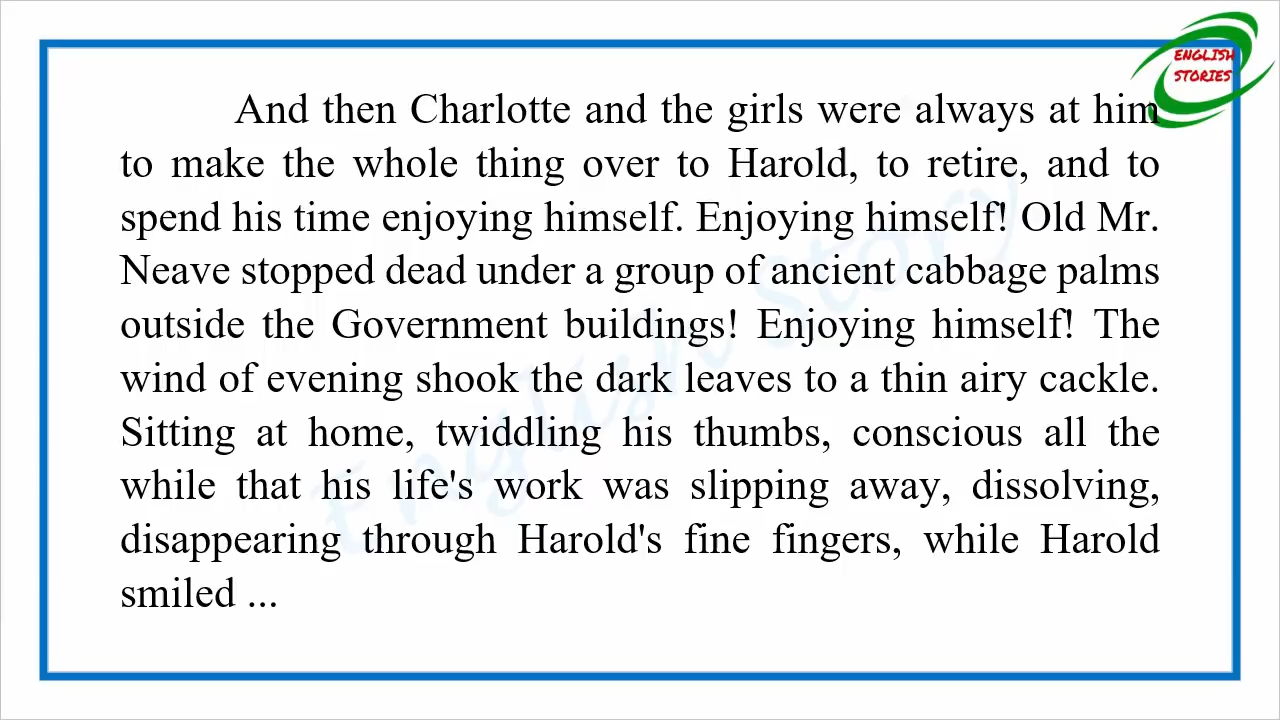 ENGLISH
STORIES
And then Charlotte and the girls were always at him
to make the whole thing over to Harold, to retire, and to
spend his time enjoying himself. Enjoying himself! Old Mr.
Neave stopped dead under a group of ancient cabbage palms
outside the Government buildings! Enjoying himself! The
wind of evening shook the dark leaves to a thin airy cackle.
Sitting at home, twiddling his thumbs, conscious all the
while that his life's work was slipping away, dissolving,
disappearing through Harold's fine fingers, while Harold
smiled ...
English Story